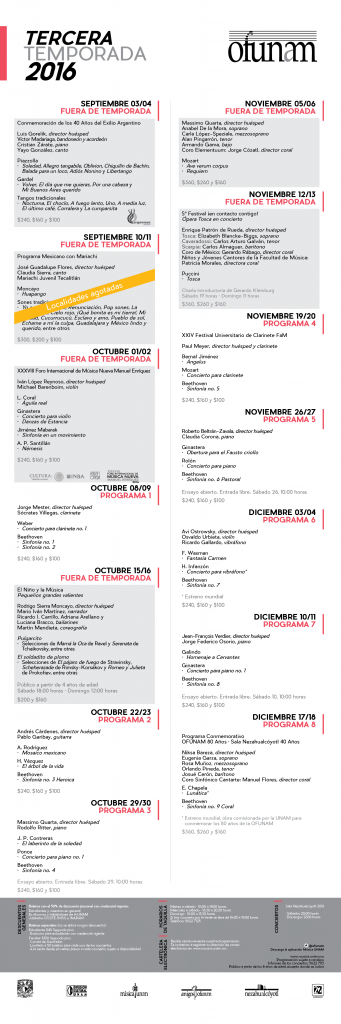 TERCERA
TEMPORADA
2016
ofunam
SEPTIEMBRE 03/04
FUERA DE TEMPORADA
Conmemoración de los 40 Años del Exilio Argentino
Luis Gorelik, director huésped
Víctor Madariaga, bandoneón y acordeón
Cristian Zárate, piano
Yayo González, canto
Piazzolla
· Soledad, Allegro tangabile, Oblivion, Chiquilín de Bachín,
Balada para un loco, Adiós Nonino y Libertango
Gardel
· Volver, El día que me quieras, Por una cabeza y
Mi Buenos Aires querido
Tangos tradicionales
· Nocturna, El choclo, A fuego lento, Uno, A media luz,
El último café, Corralera y La cumparsita
$240, $160 y $100
SEPTIEMBRE 10/11
FUERA DE TEMPORADA
Programa Mexicano con Mariachi
José Guadalupe Flores, director huésped
Claudia Sierra, canto
Mariachi Juvenil Tecalitlán
Moncayo
· Huapango
Localidades agotadas
$300, $200 y $100
OCTUBRE 01/02
FUERA DE TEMPORADA
XXXVIII Foro Internacional de Música Nueva Manuel Enríquez
Iván López Reynoso, director huésped
Michael Barenboim, violín
L. Coral
· Águila real
Ginastera
· Concierto para violín
· Danzas de Estancia
Jiménez Mabarak
· Sinfonía en un movimiento
A. P. Santillán
· Némesis
$240, $160 y $100
CULTURA
INBA
OCTUBRE 08/09
PROGRAMA 1
Jorge Mester, director huésped
Sócrates Villegas, clarinete
Weber
· Concierto para clarinete no. 1
Beethoven
· Sinfonía no. 1
· Sinfonía no. 2
$240, $160 y $100
OCTUBRE 15/16
FUERA DE TEMPORADA
El Niño y la Música
Pequeños grandes valientes
Rodrigo Sierra Moncayo, director huésped
Mario Iván Martínez, narrador
Ricardo J. Carrillo, Adriana Arellano y
Luciana Bracco, bailarines
Martín Mendieta, coreografía
Pulgarcito
· Selecciones de Mamá la Oca de Ravel y Serenata de
Tchaikovsky, entre otras
El soldadito de plomo
· Selecciones de El pájaro de fuego de Stravinsky,
Scheherazade de Rimsky-Korsakov y Romeo y Julieta
de Prokofiev, entre otras
Público a partir de 4 años de edad
Sábado 18:00 horas · Domingo 12:00 horas
$200 y $160
OCTUBRE 22/23
PROGRAMA 2
Andrés Cárdenes, director huésped
Pablo Garibay, guitarra
A. Rodríguez
· Mosaico mexicano
H. Vázquez
· El árbol de la vida
Beethoven
· Sinfonía no. 3 Heroica
$240, $160 y $100
OCTUBRE 29/30
PROGRAMA 3
Massimo Quarta, director huésped
Rodolfo Ritter, piano
J. P. Contreras
· El laberinto de la soledad
Ponce
· Concierto para piano no. 1
Beethoven
· Sinfonía no. 4
Ensayo abierto. Entrada libre. Sábado 29, 10:00 horas
$240, $160 y $100
NOVIEMBRE 05/06
FUERA DE TEMPORADA
Massimo Quarta, director huésped
Anabel De la Mora, soprano
Carla López-Speziale, mezzosoprano
Alan Pingarrón, tenor
Armando Gama, bajo
Coro Elementuum: Jorge Cózatl, director coral
Mozart
· Ave verum corpus
· Requiem
$360, $260 y $160
NOVIEMBRE 12/13
FUERA DE TEMPORADA
5° Festival ¡en contacto contigo!
Ópera Tosca en concierto
Enrique Patrón de Rueda, director huésped
Tosca: Elizabeth Blancke-Biggs, soprano
Cavaradossi: Carlos Arturo Galván, tenor
Scarpia: Carlos Almaguer, barítono
Coro de México: Gerardo Rábago, director coral
Niños y Jóvenes Cantores de la Facultad de Música
Patricia Morales, directora coral
Puccini
· Tosca
Charla introductoria de Gerardo Kleinburg
Sábado 19 horas · Domingo 11 horas
$360, $260 y $160
NOVIEMBRE 19/20
PROGRAMA 4
XXIV Festival Universitario de Clarinete FaM
Paul Meyer, director huésped y clarinete
Bernal Jiménez
· Ángelus
Mozart
· Concierto para clarinete
Beethoven
· Sinfonía no. 5
$240, $160 y $100
NOVIEMBRE 26/27
PROGRAMA 5
Roberto Beltrán-Zavala, director huésped
Claudia Corona, piano
Ginastera
· Obertura para el Fausto criollo
Rolón
· Concierto para piano
Beethoven
· Sinfonía no. 6 Pastoral
Ensayo abierto. Entrada libre. Sábado 26, 10:00 horas
$240, $160 y $100
DICIEMBRE 03/04
PROGRAMA 6
Avi Ostrowsky, director huésped
Osvaldo Urbieta, violín
Ricardo Gallardo, vibráfono
F. Waxman
· Fantasía Carmen
H. Infanzón
· Concierto para vibráfono*
Beethoven
· Sinfonía no. 7
* Estreno mundial
$240, $160 y $100
DICIEMBRE 10/11
PROGRAMA 7
Jean-François Verdier, director huésped
Jorge Federico Osorio, piano
Galindo
· Homenaje a Cervantes
Ginastera
· Concierto para piano no. 1
Beethoven
· Sinfonía no. 8
Ensayo abierto. Entrada libre. Sábado 10, 10:00 horas
$240, $160 y $100
DICIEMBRE 17/18
PROGRAMA 8
Programa Conmemorativo
OFUNAM 80 Años · Sala Nezahualcóyotl 40 Años
Eugenia Garza, soprano
Rosa Muñoz, mezzosoprano
Orlando Pineda, tenor
Josué Cerón, barítono
Coro Sinfónico Cantarte: Manuel Flores, director coral
E. Chapela
· Lunática*
Beethoven
· Sinfonía no. 9 Coral
* Estreno mundial, obra comisionada por la UNAM para
conmemorar los 80 años de la OFUNAM
$360, $260 y $160
DESCUENTOS
GENERALES
CARTELERA
ELECTRÓNICA
CONCIERTOS
músicaunam
amigosofunam
nezahualcóyotl